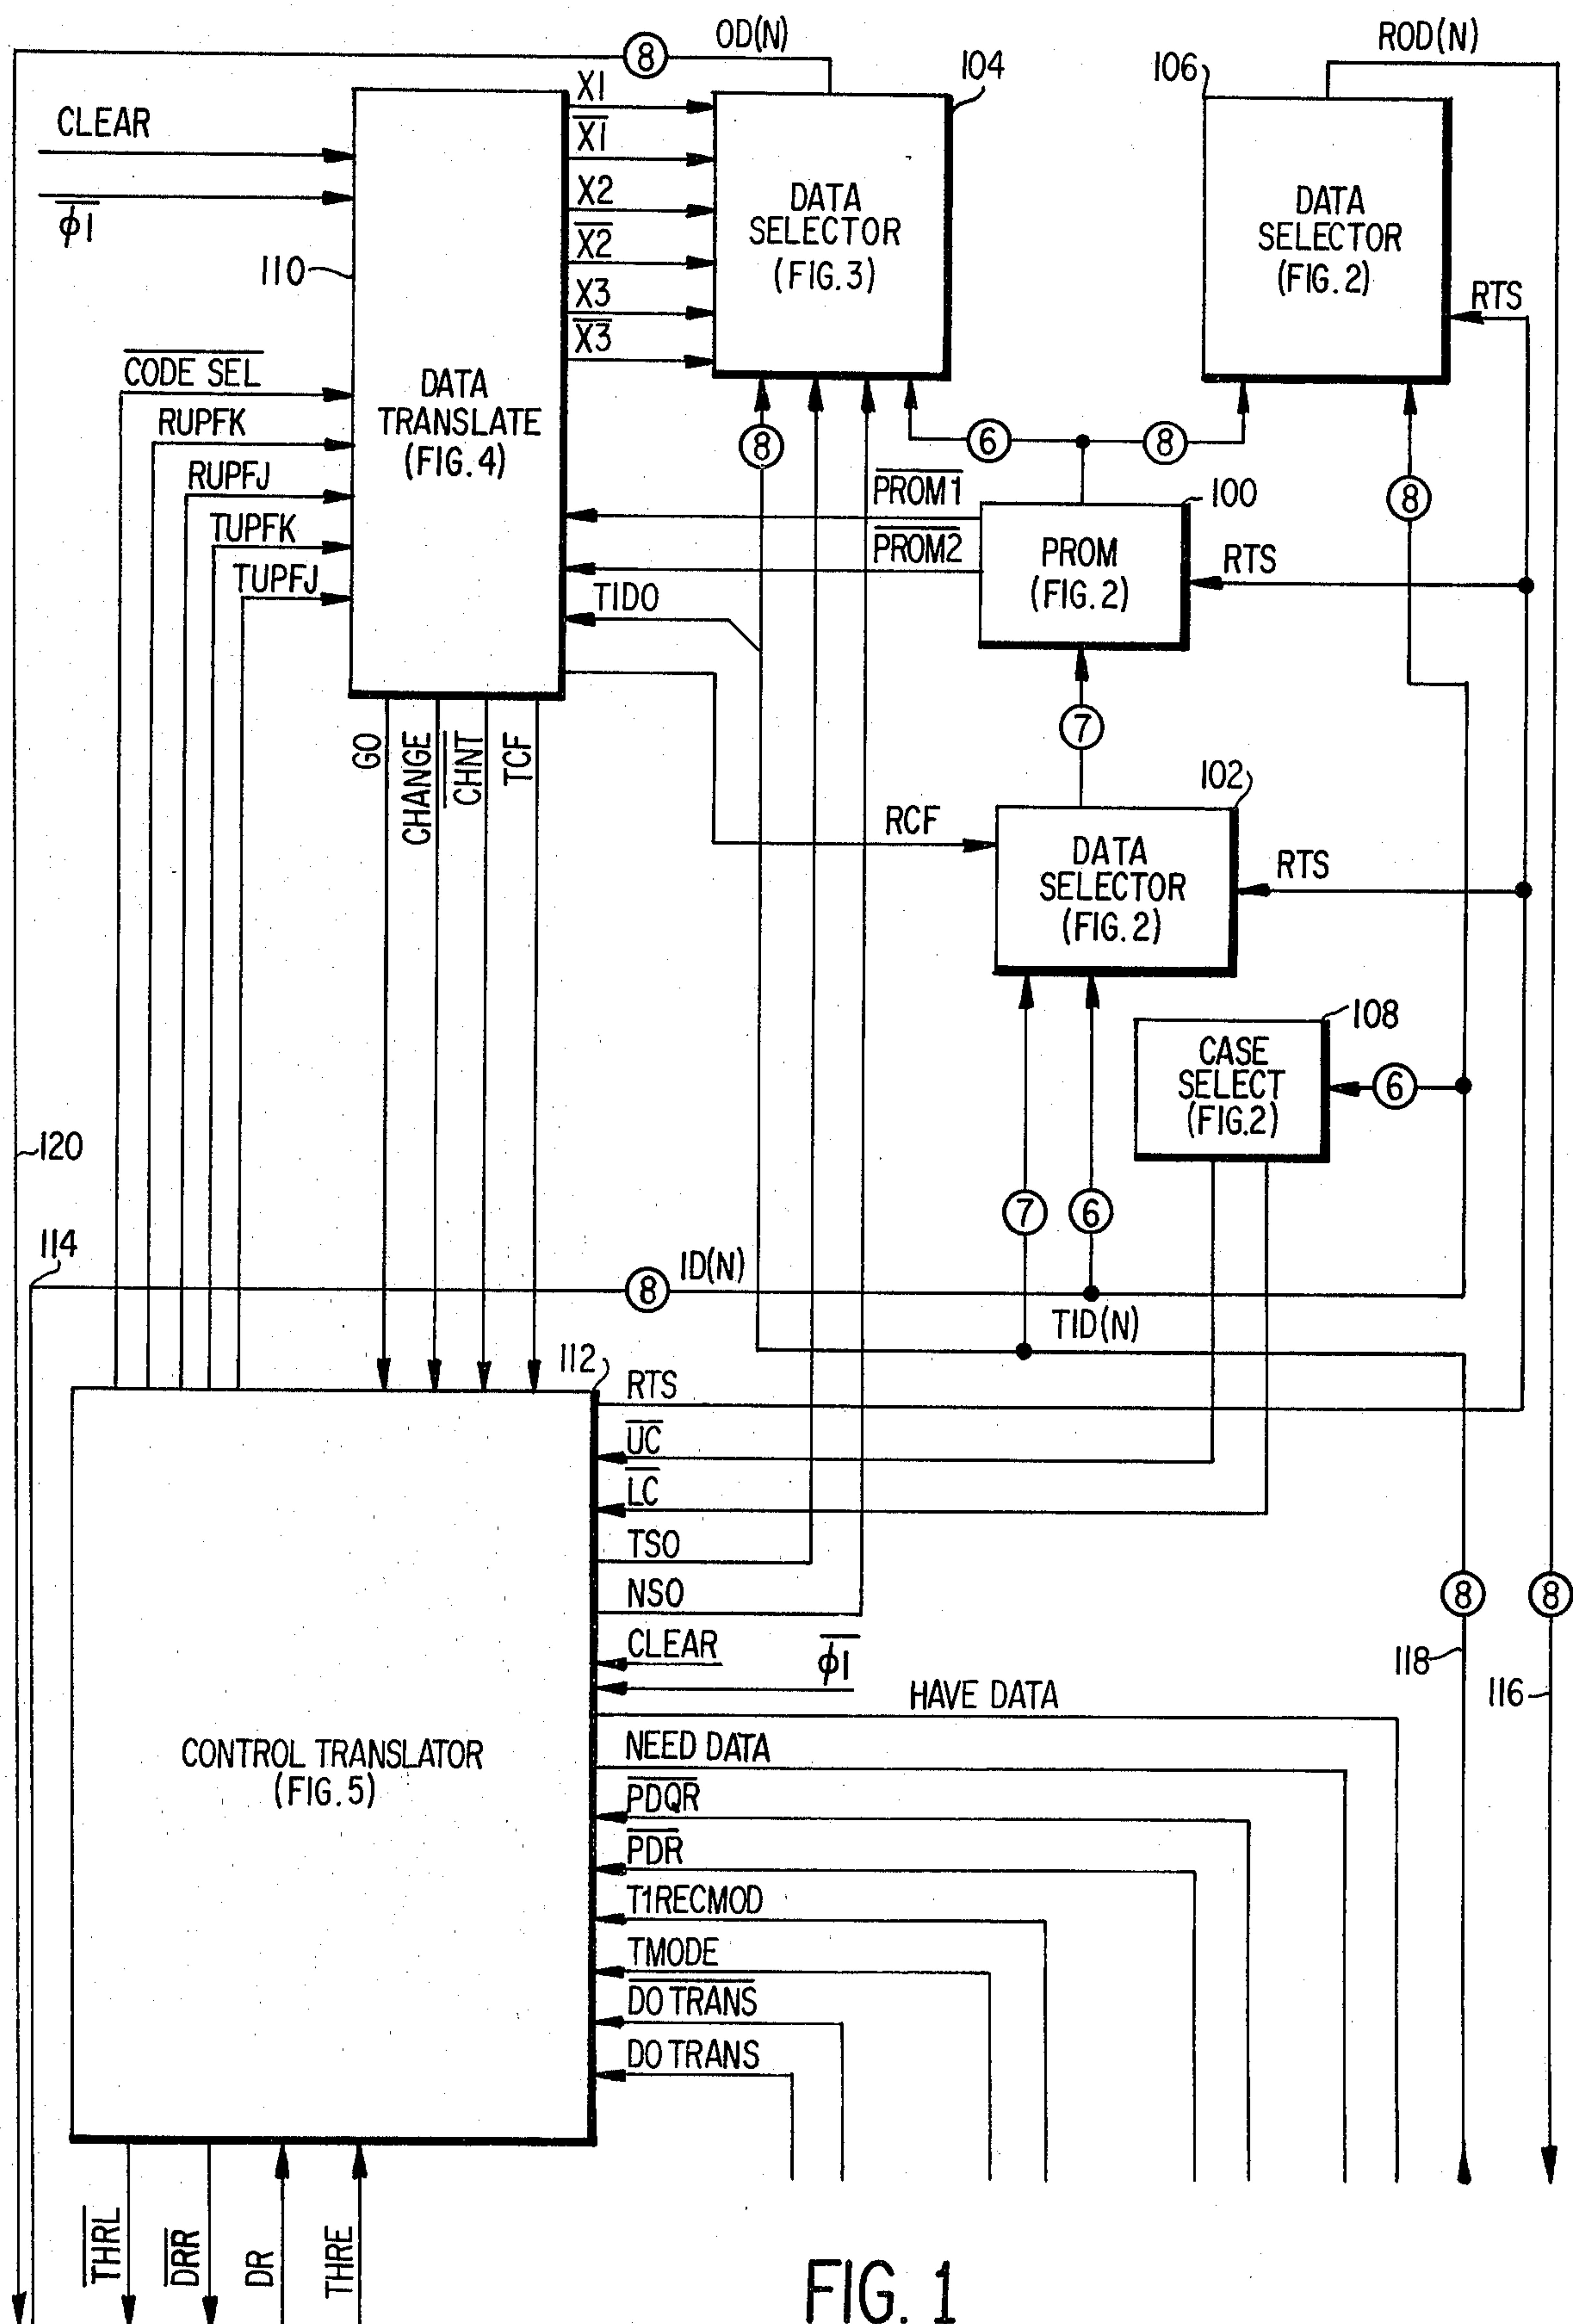 OD(N)
8
ROD(N)
104
106
CLEAR
φ1
110
X1
X1
X2
X2
X3
X3
DATA
SELECTOR
(FIG. 3)
DATA
SELECTOR
(FIG. 2)
RTS
CODE SEL
RUPFK
RUPFJ
TUPFK
TUPFJ
DATA
TRANSLATE
(FIG. 4)
8
6
8
8
PROM1
PROM2
TIDO
100
PROM
(FIG. 2)
RTS
7
GO
CHANGE
CHNT
TCF
102
RCF
DATA
SELECTOR
(FIG. 2)
RTS
108
CASE
SELECT
(FIG.2)
6
120
114
7
6
8
ID(N)
TID(N)
112
RTS
UC
LC
TSO
NSO
CLEAR
φ1
HAVE DATA
NEED DATA
PDQR
PDR
T1RECMOD
TMODE
DO TRANS
DO TRANS
8
8
118
116
CONTROL TRANSLATOR
(FIG. 5)
THRL
DRR
DR
THRE
FIG. 1